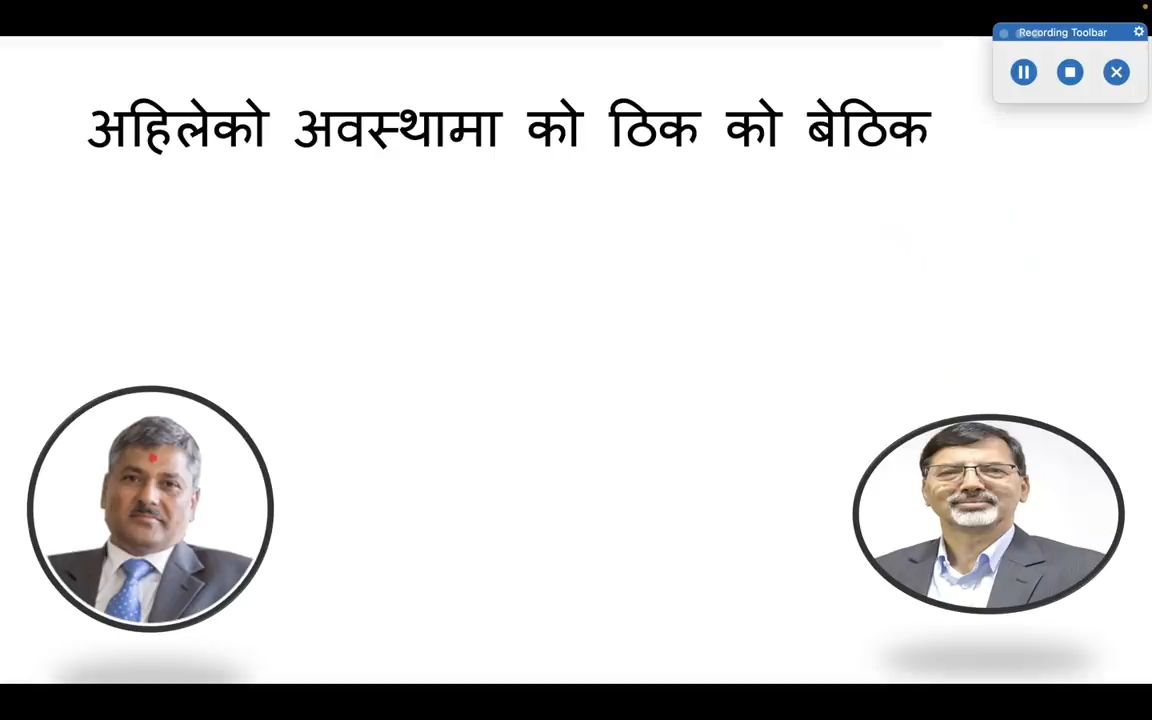 Recording Toolbar
अहिलेको अवस्थामा को ठिक को बेठिक